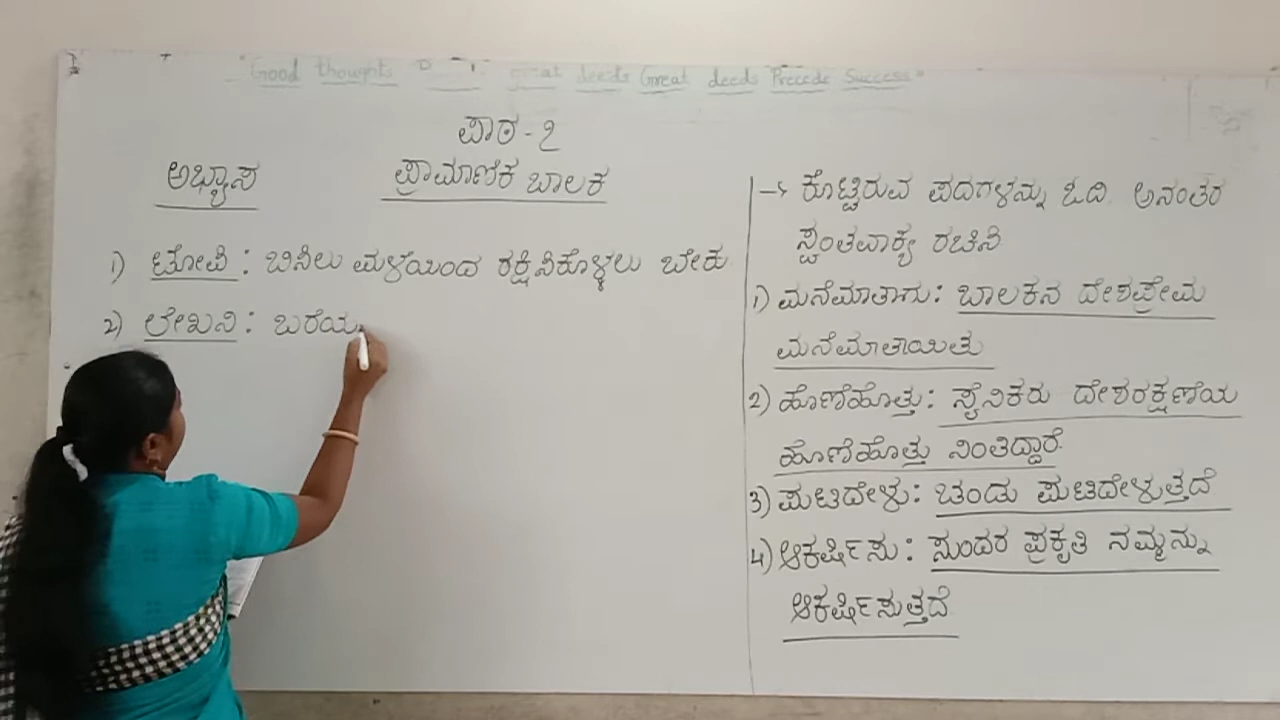 "Good thoughts great deeds Great deeds Precede Success"
ಪಾಠ - ೭
ಅಭ್ಯಾಸ
ಪ್ರಾಮಾಣಿಕ ಬಾಲಕ
1) ಟೋಪಿ : ಬಿಸಿಲು ಮಳೆಯಿಂದ ರಕ್ಷಿಸಿಕೊಳ್ಳಲು ಬೇಕು
2) ಲೇಖನಿ : ಬರೆಯ
→ ಕೊಟ್ಟಿರುವ ಪದಗಳನ್ನು ಓದಿ ಅನಂತರ
ಸ್ವಂತವಾಕ್ಯ ರಚಿಸಿ
1) ಮನೆಮಾತಾಗು : ಬಾಲಕನ ದೇಶಪ್ರೇಮ
ಮನೆಮಾತಾಯಿತು
2) ಹೊಣೆಹೊತ್ತು : ಸೈನಿಕರು ದೇಶರಕ್ಷಣೆಯ
ಹೊಣೆಹೊತ್ತು ನಿಂತಿದ್ದಾರೆ
3) ಪುಟಿದೇಳು : ಚಂಡು ಪುಟಿದೇಳುತ್ತದೆ
4) ಆಕರ್ಷಿಸು : ಸುಂದರ ಪ್ರಕೃತಿ ನಮ್ಮನ್ನು
ಆಕರ್ಷಿಸುತ್ತದೆ